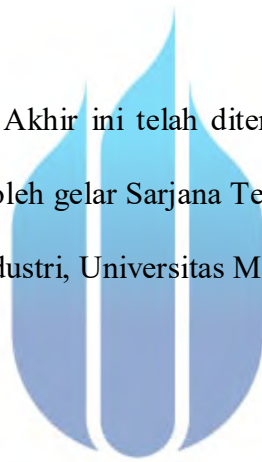 Akhir ini telah diter
oleh gelar Sarjana Te
dustri, Universitas M